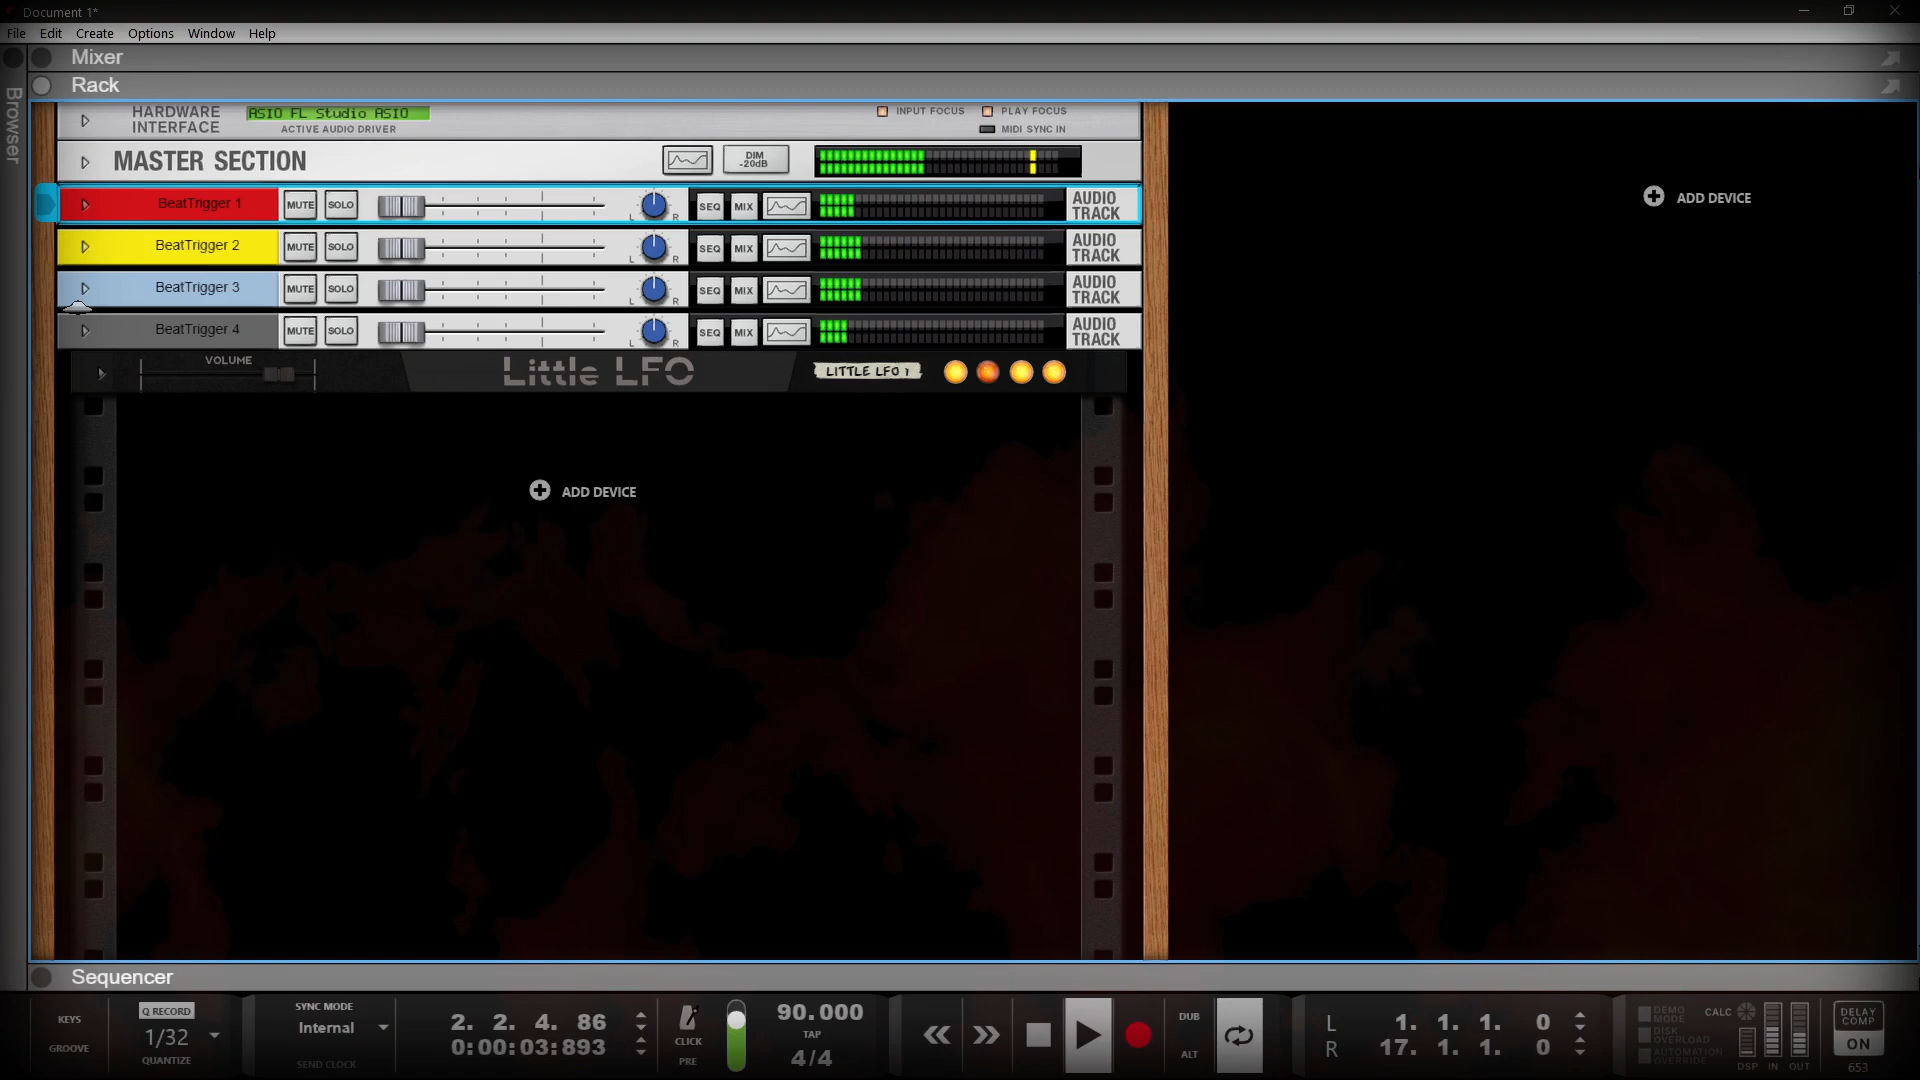 Document 1*
File Edit Create Options Window Help
Mixer
Rack
Browser
HARDWARE INTERFACE
ASIO FL Studio ASIO
ACTIVE AUDIO DRIVER
INPUT FOCUS
PLAY FOCUS
MIDI SYNC IN
MASTER SECTION
DIM -20dB
BeatTrigger 1 MUTE SOLO L R SEQ MIX AUDIO TRACK
BeatTrigger 2 MUTE SOLO L R SEQ MIX AUDIO TRACK
BeatTrigger 3 MUTE SOLO L R SEQ MIX AUDIO TRACK
BeatTrigger 4 MUTE SOLO L R SEQ MIX AUDIO TRACK
VOLUME
Little LFO
LITTLE LFO 1
ADD DEVICE
ADD DEVICE
Sequencer
KEYS
GROOVE
Q RECORD
1/32
QUANTIZE
SYNC MODE
Internal
SEND CLOCK
2. 2. 4. 86
0:00:03:893
CLICK
PRE
90.000
TAP
4/4
DUB
ALT
L 1. 1. 1. 0
R 17. 1. 1. 0
DEMO MODE
DISK OVERLOAD
AUTOMATION OVERRIDE
CALC
DSP IN OUT
DELAY COMP
ON
653